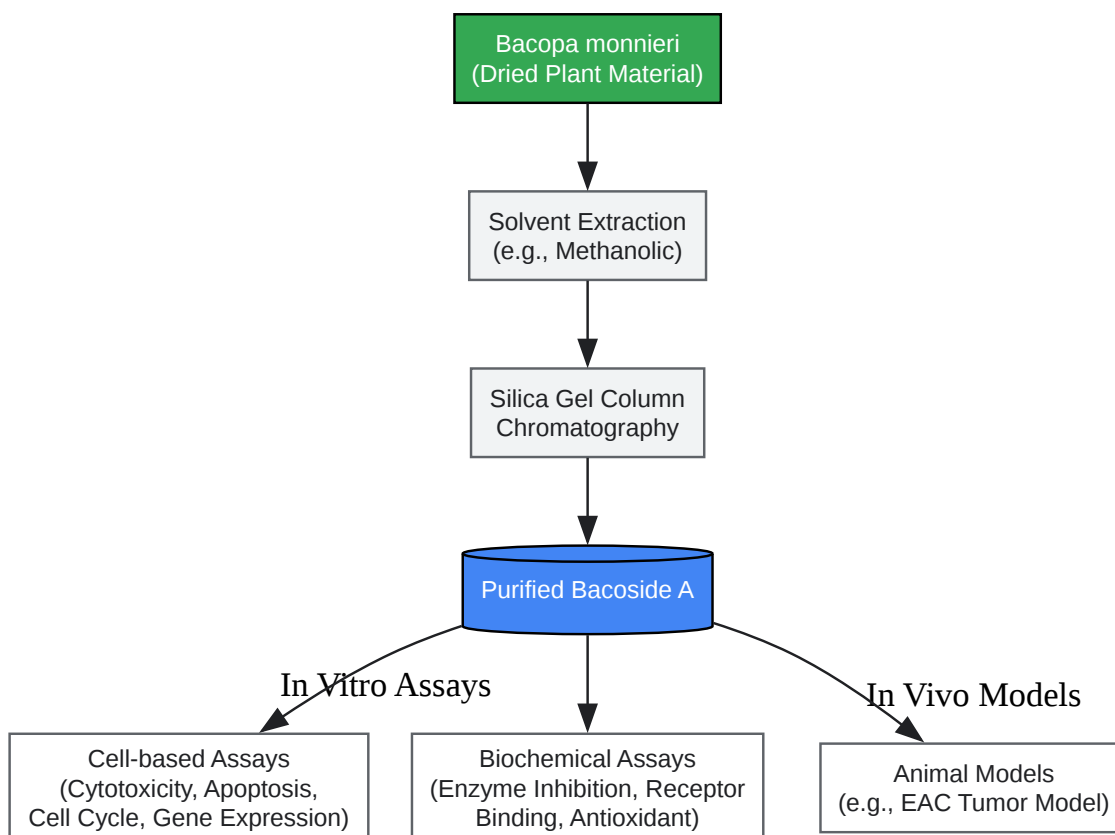 Bacopa monnieri
(Dried Plant Material)
Solvent Extraction
(e.g., Methanolic)
Silica Gel Column
Chromatography
Purified Bacoside A
In Vitro Assays
In Vivo Models
Cell-based Assays
(Cytotoxicity, Apoptosis,
Cell Cycle, Gene Expression)
Biochemical Assays
(Enzyme Inhibition, Receptor
Binding, Antioxidant)
Animal Models
(e.g., EAC Tumor Model)